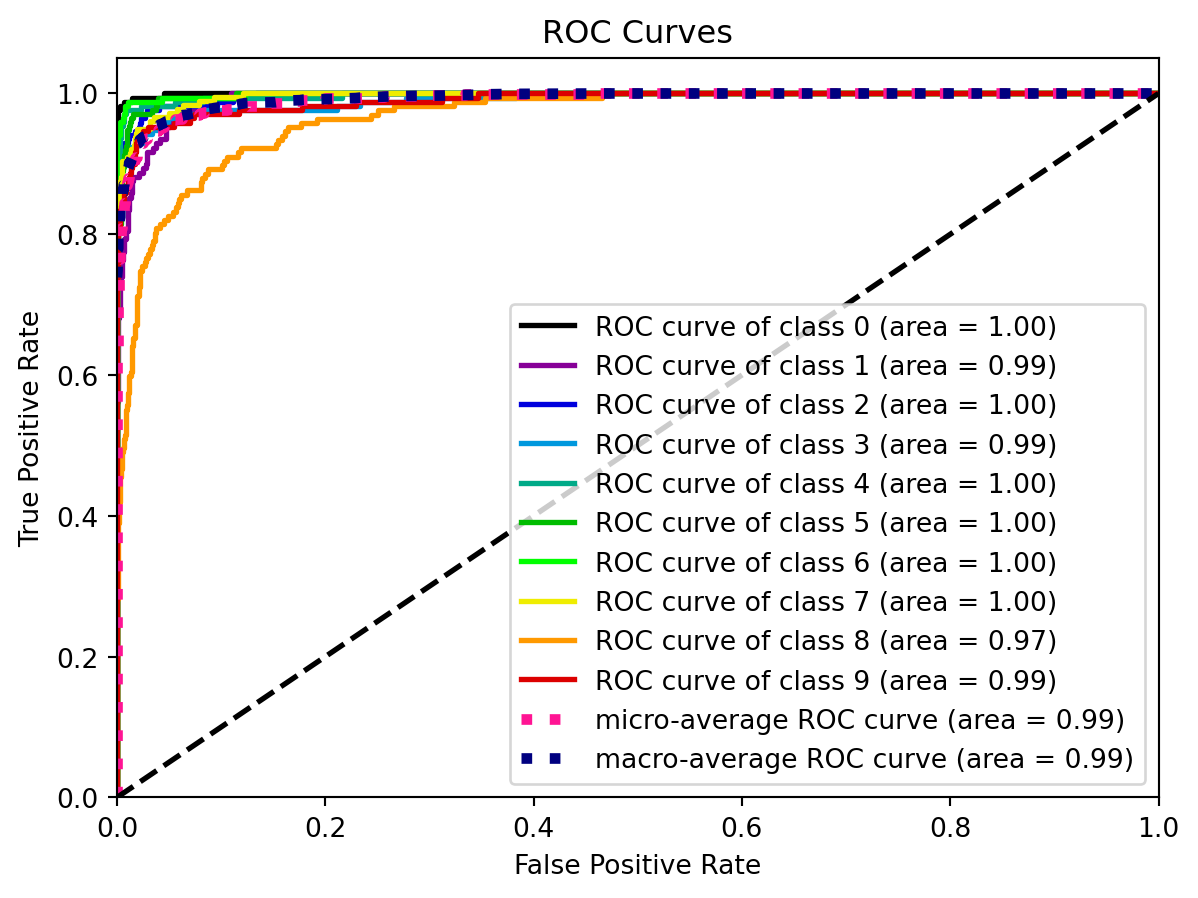 ROC Curves
True Positive Rate
1.0
0.8
0.6
0.4
0.2
0.0
ROC curve of class 0 (area = 1.00)
ROC curve of class 1 (area = 0.99)
ROC curve of class 2 (area = 1.00)
ROC curve of class 3 (area = 0.99)
ROC curve of class 4 (area = 1.00)
ROC curve of class 5 (area = 1.00)
ROC curve of class 6 (area = 1.00)
ROC curve of class 7 (area = 1.00)
ROC curve of class 8 (area = 0.97)
ROC curve of class 9 (area = 0.99)
micro-average ROC curve (area = 0.99)
macro-average ROC curve (area = 0.99)
0.0 0.2 0.4 0.6 0.8 1.0
False Positive Rate